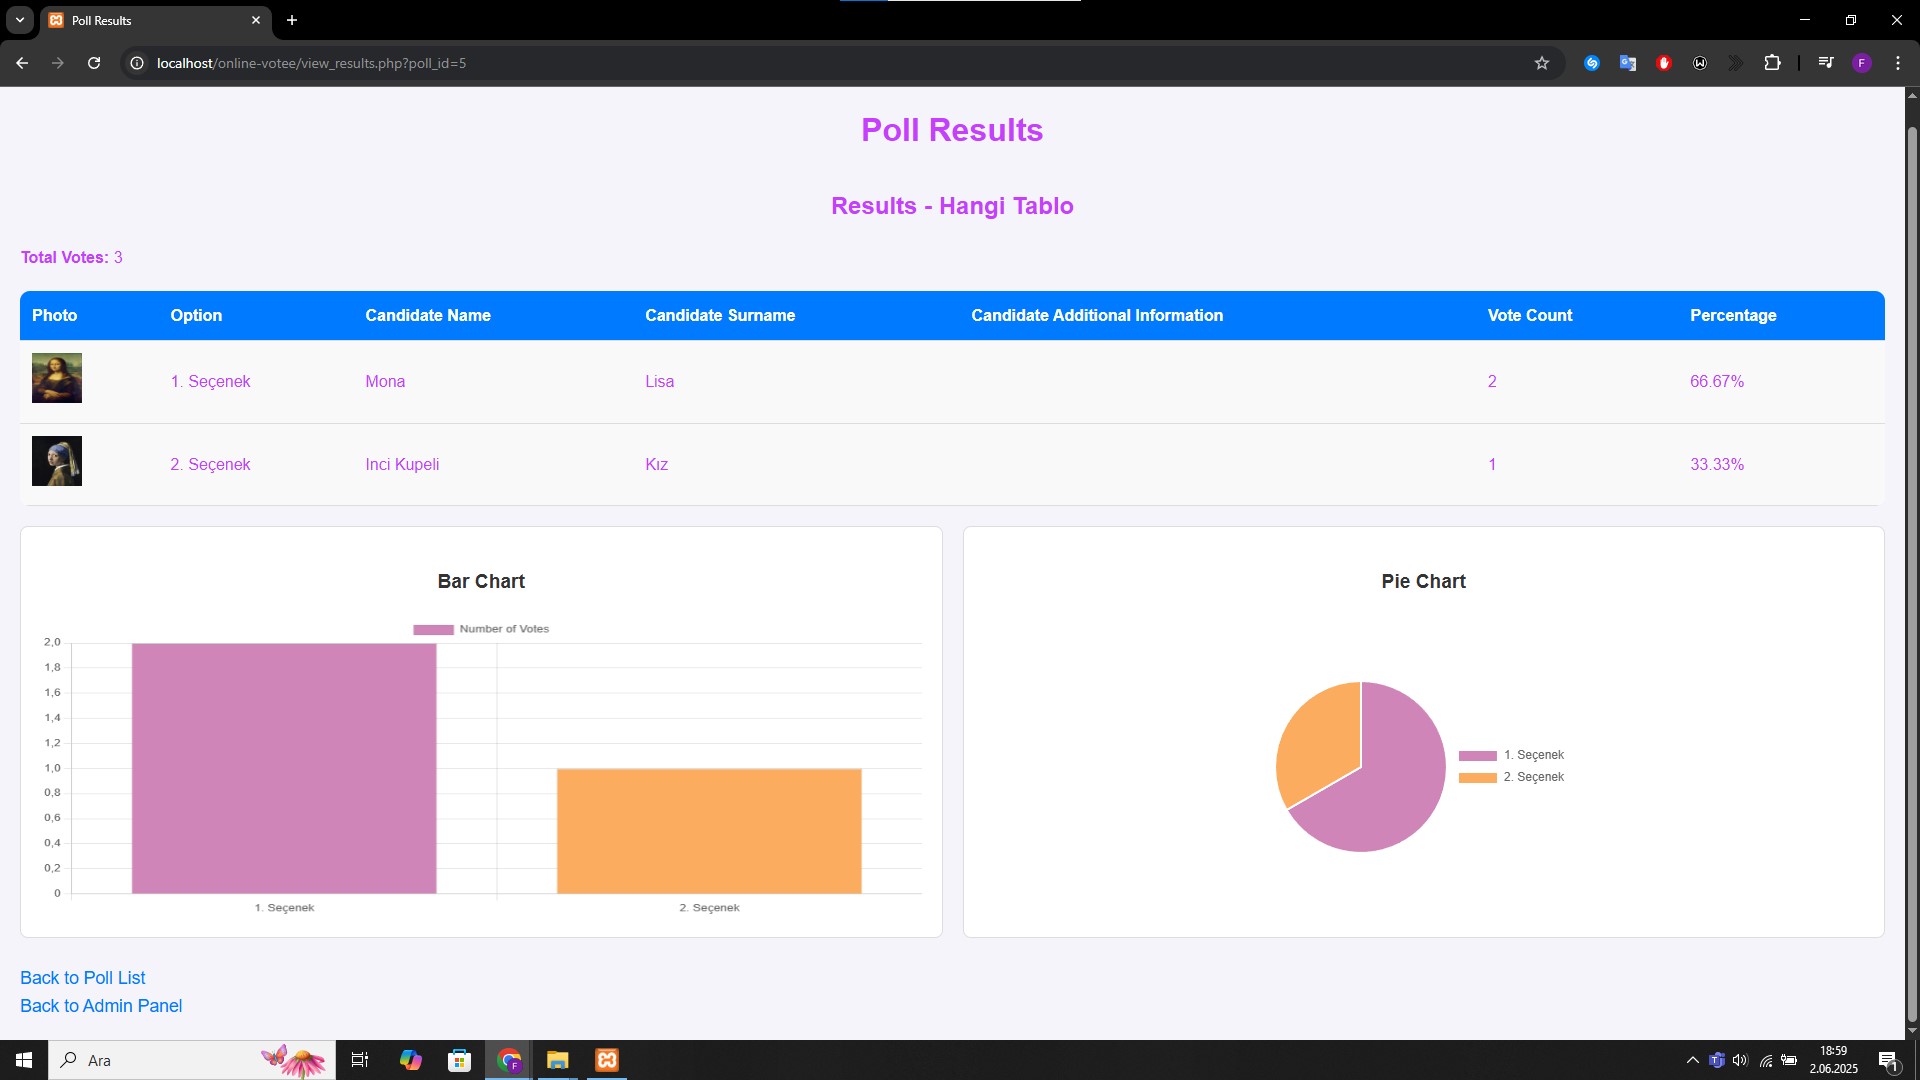 Poll Results
localhost/online-votee/view_results.php?poll_id=5
F
Poll Results
Results - Hangi Tablo
Total Votes: 3
Photo Option Candidate Name Candidate Surname Candidate Additional Information Vote Count Percentage
1. Seçenek Mona Lisa 2 66.67%
2. Seçenek Inci Kupeli Kız 1 33.33%
Bar Chart
Number of Votes
2,0
1,8
1,6
1,4
1,2
1,0
0,8
0,6
0,4
0,2
0
1. Seçenek 2. Seçenek
Pie Chart
1. Seçenek
2. Seçenek
Back to Poll List
Back to Admin Panel
Ara
18:59
2.06.2025
1